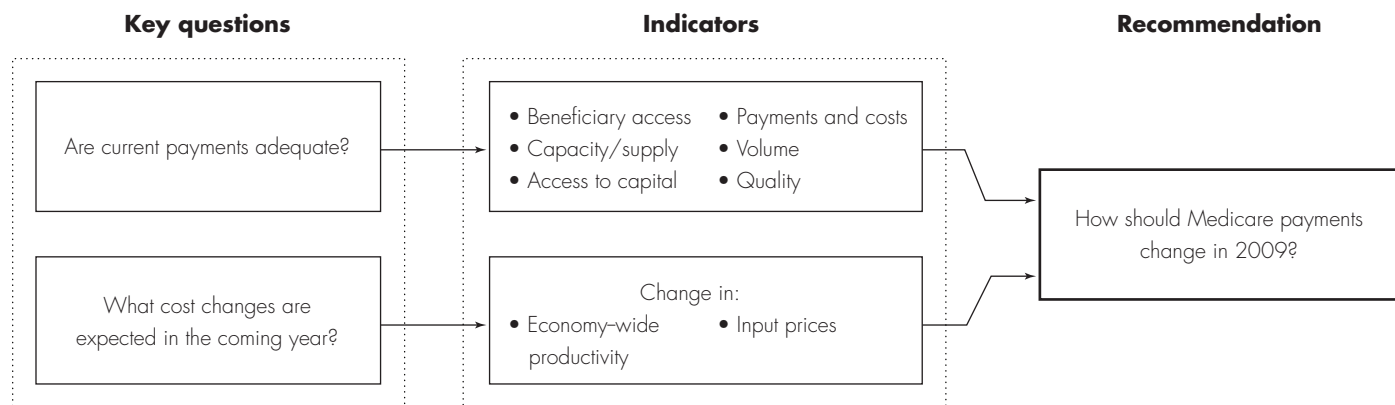 Key questions
Indicators
Recommendation
Are current payments adequate?
• Beneficiary access
• Capacity/supply
• Access to capital
• Payments and costs
• Volume
• Quality
What cost changes are
expected in the coming year?
Change in:
• Economy–wide
productivity
• Input prices
How should Medicare payments
change in 2009?